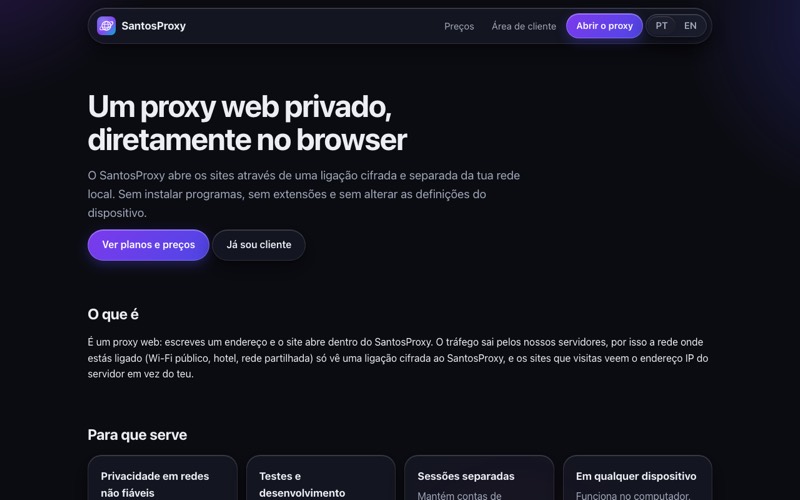 SantosProxy
Preços
Área de cliente
Abrir o proxy
PT
EN
Um proxy web privado,
diretamente no browser
O SantosProxy abre os sites através de uma ligação cifrada e separada da tua rede
local. Sem instalar programas, sem extensões e sem alterar as definições do
dispositivo.
Ver planos e preços
Já sou cliente
O que é
É um proxy web: escreves um endereço e o site abre dentro do SantosProxy. O tráfego sai pelos nossos servidores, por isso a rede onde
estás ligado (Wi-Fi público, hotel, rede partilhada) só vê uma ligação cifrada ao SantosProxy, e os sites que visitas veem o endereço IP do
servidor em vez do teu.
Para que serve
Privacidade em redes
não fiáveis
Testes e
desenvolvimento
Sessões separadas
Mantém contas de
Em qualquer dispositivo
Funciona no computador,